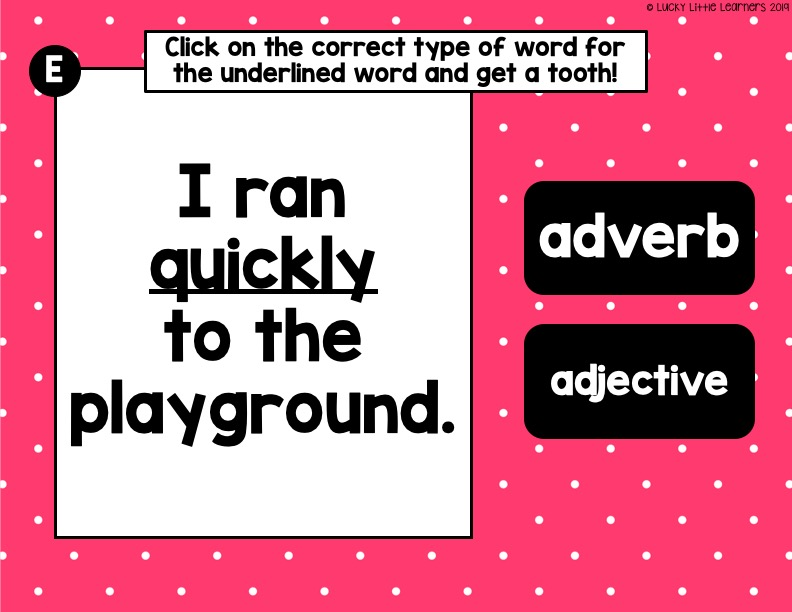 © Lucky Little Learners 2019
E
Click on the correct type of word for
the underlined word and get a tooth!
I ran
quickly
to the
playground.
adverb
adjective